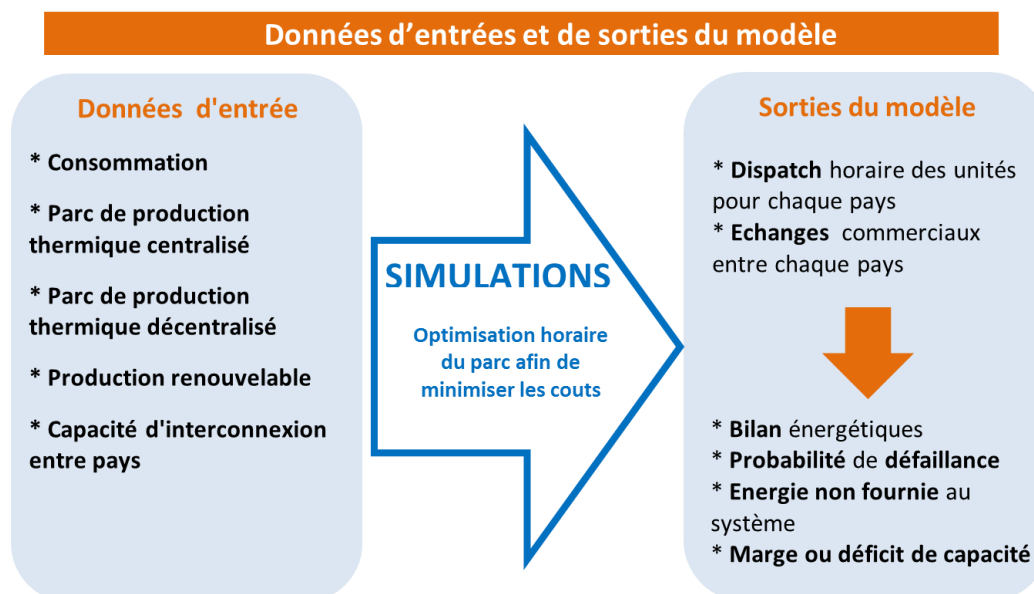 Données d’entrées et de sorties du modèle
Données d'entrée
* Consommation
* Parc de production
thermique centralisé
* Parc de production
thermique décentralisé
* Production renouvelable
* Capacité d'interconnexion
entre pays
SIMULATIONS
Optimisation horaire
du parc afin de
minimiser les couts
Sorties du modèle
* Dispatch horaire des unités
pour chaque pays
* Echanges commerciaux
entre chaque pays
* Bilan énergétiques
* Probabilité de défaillance
* Energie non fournie au
système
* Marge ou déficit de capacité